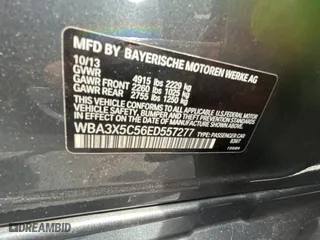 MFD BY BAYERISCHE MOTOREN WERKE AG
10/13
GVWR 4915 lbs 2229 kg
GAWR FRONT 2260 lbs 1025 kg
GAWR REAR 2755 lbs 1250 kg
THIS VEHICLE CONFORMS TO ALL APPLICABLE U.S. FEDERAL
MOTOR VEHICLE SAFETY, BUMPER, AND THEFT PREVENTION
STANDARDS IN EFFECT ON THE DATE OF MANUFACTURE
SHOWN ABOVE.
WBA3X5C56ED557277 TYPE: PASSENGER CAR
DREAMBID